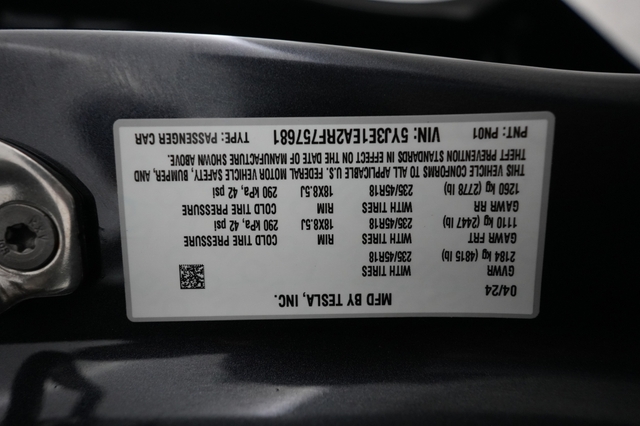 MFD BY TESLA, INC.
04/24
GVWR
2184 kg (4815 lb)
GAWR FRT WITH TIRES RIM COLD TIRE PRESSURE
1110 kg (2447 lb) 235/45R18 18X8.5J 290 kPa, 42 psi
GAWR RR WITH TIRES RIM COLD TIRE PRESSURE
1260 kg (2778 lb) 235/45R18 18X8.5J 290 kPa, 42 psi
THIS VEHICLE CONFORMS TO ALL APPLICABLE U.S. FEDERAL MOTOR VEHICLE SAFETY, BUMPER, AND
THEFT PREVENTION STANDARDS IN EFFECT ON THE DATE OF MANUFACTURE SHOWN ABOVE.
PNT: PN01 VIN: 5YJ3E1EA2RF757681 TYPE: PASSENGER CAR